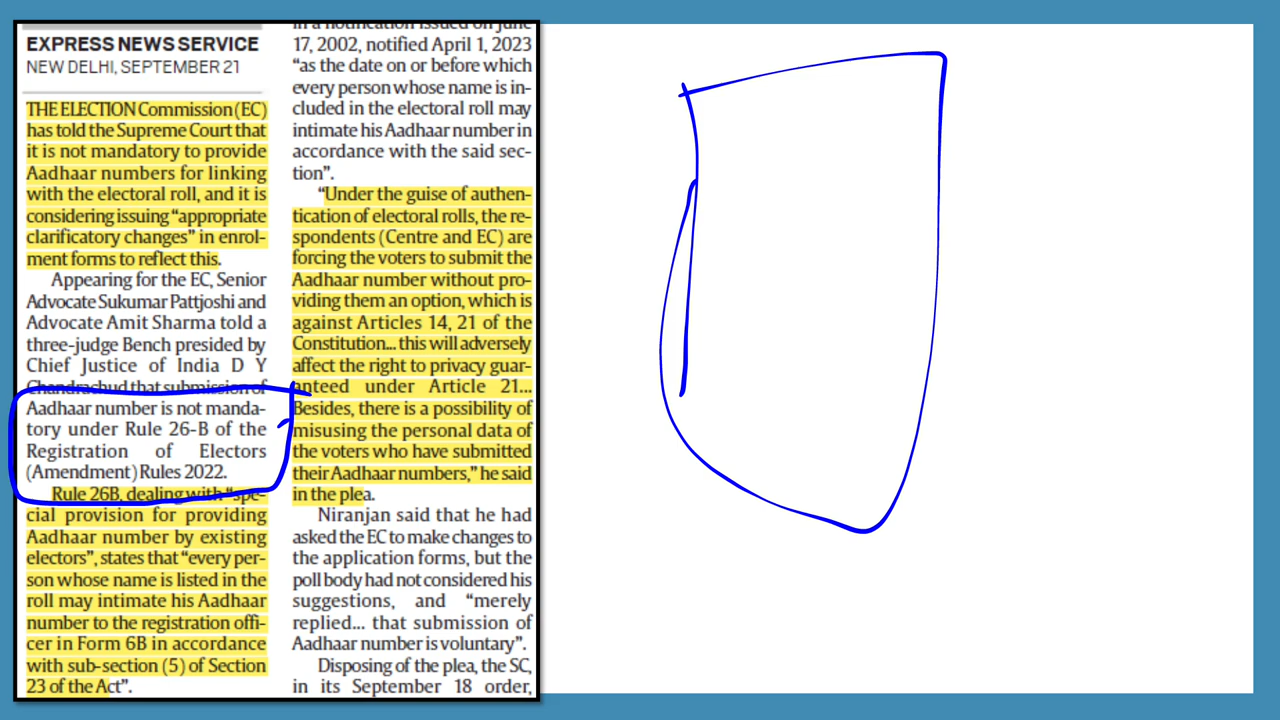 EXPRESS NEWS SERVICE
NEW DELHI, SEPTEMBER 21
THE ELECTION Commission (EC)
has told the Supreme Court that
it is not mandatory to provide
Aadhaar numbers for linking
with the electoral roll, and it is
considering issuing “appropriate
clarificatory changes” in enrol-
ment forms to reflect this.
Appearing for the EC, Senior
Advocate Sukumar Pattjoshi and
Advocate Amit Sharma told a
three-judge Bench presided by
Chief Justice of India D Y
Chandrachud that submission of
Aadhaar number is not manda-
tory under Rule 26-B of the
Registration of Electors
(Amendment) Rules 2022.
Rule 26B, dealing with “spe-
cial provision for providing
Aadhaar number by existing
electors”, states that “every per-
son whose name is listed in the
roll may intimate his Aadhaar
number to the registration offi-
cer in Form 6B in accordance
with sub-section (5) of Section
23 of the Act”.
in a notification issued on June
17, 2002, notified April 1, 2023
“as the date on or before which
every person whose name is in-
cluded in the electoral roll may
intimate his Aadhaar number in
accordance with the said sec-
tion”.
“Under the guise of authen-
tication of electoral rolls, the re-
spondents (Centre and EC) are
forcing the voters to submit the
Aadhaar number without pro-
viding them an option, which is
against Articles 14, 21 of the
Constitution... this will adversely
affect the right to privacy guar-
anteed under Article 21...
Besides, there is a possibility of
misusing the personal data of
the voters who have submitted
their Aadhaar numbers,” he said
in the plea.
Niranjan said that he had
asked the EC to make changes to
the application forms, but the
poll body had not considered his
suggestions, and “merely
replied... that submission of
Aadhaar number is voluntary”.
Disposing of the plea, the SC,
in its September 18 order,